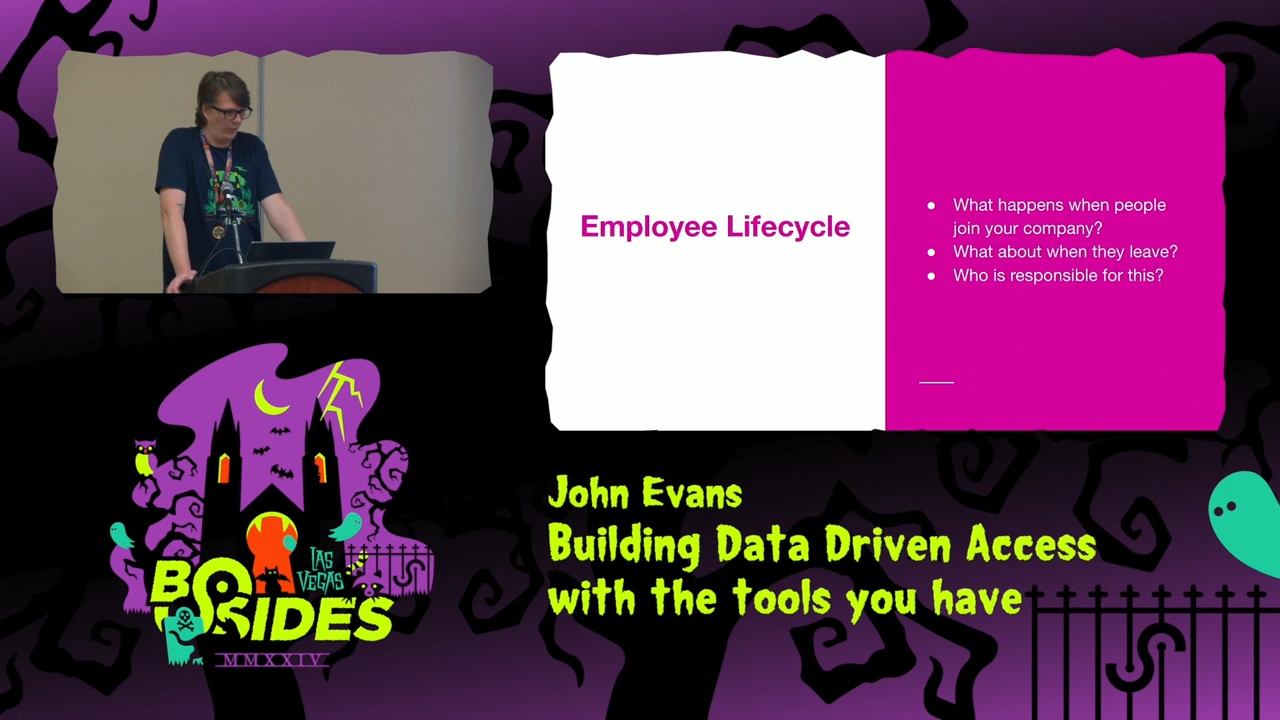 Employee Lifecycle
● What happens when people
join your company?
● What about when they leave?
● Who is responsible for this?
John Evans
Building Data Driven Access
with the tools you have
LAS
VEGAS
BSIDES
MMXXIV